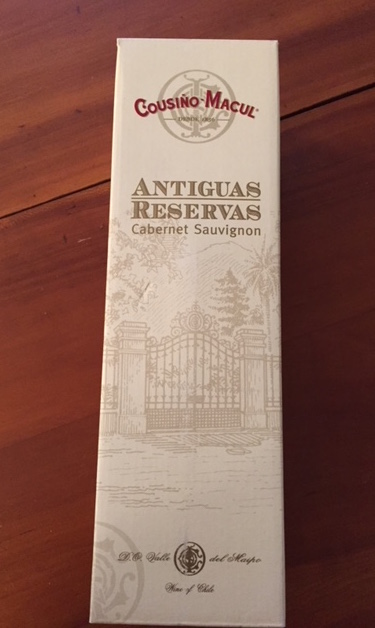 COUSIÑO-MACUL®
ANTIGUAS
RESERVAS
Cabernet Sauvignon
D.O. Valle del Maipo
Wine of Chile